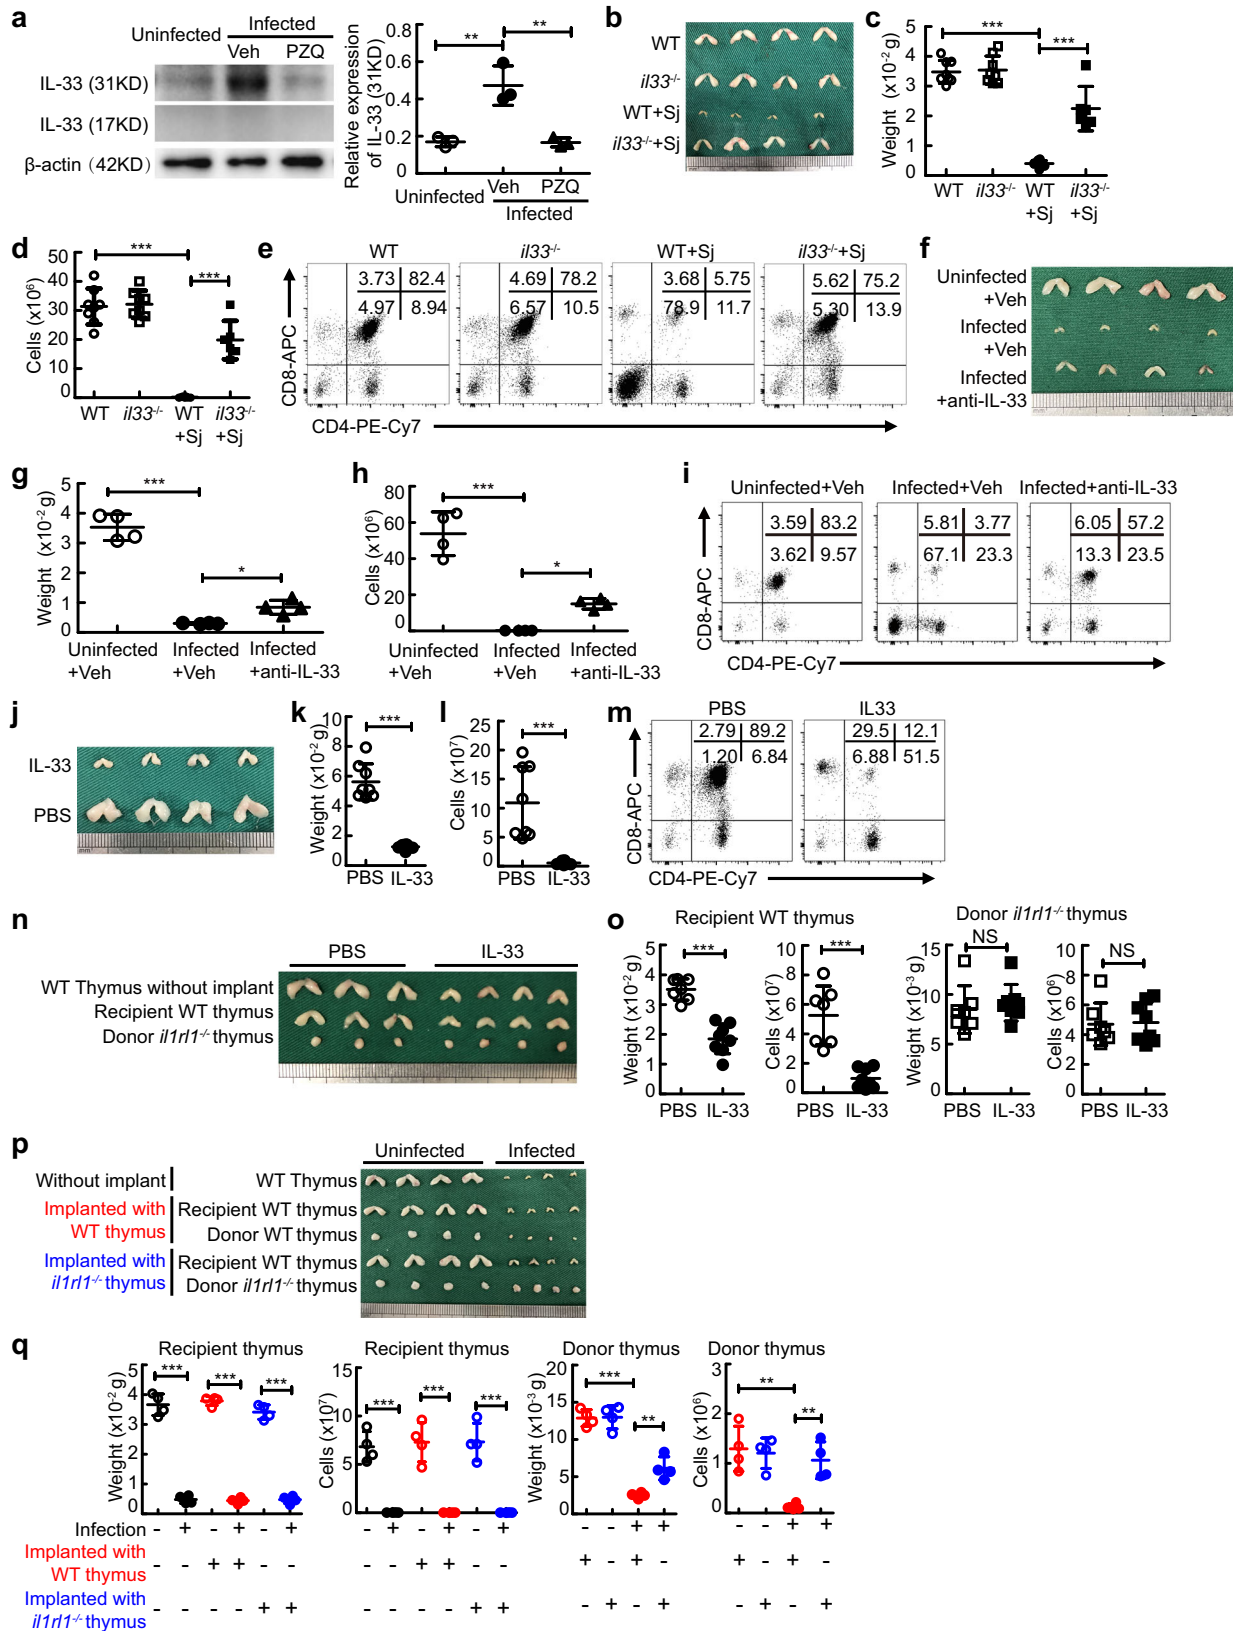 a
Uninfected
Infected
Veh PZQ
IL-33 (31KD)
IL-33 (17KD)
β-actin (42KD)
Relative expression
of IL-33 (31KD)
0.8
0.6
0.4
0.2
0
** **
Uninfected Veh PZQ
Infected
b
WT
il33-/-
WT+Sj
il33-/-+Sj
c
Weight (x10-2 g)
5
4
3
2
1
0
***
***
WT il33-/- WT il33-/-
+Sj +Sj
d
Cells (x106)
50
40
30
20
10
0
***
***
WT il33-/- WT il33-/-
+Sj +Sj
e
WT il33-/- WT+Sj il33-/-+Sj
3.73 82.4 4.69 78.2 3.68 5.75 5.62 75.2
4.97 8.94 6.57 10.5 78.9 11.7 5.30 13.9
CD8-APC
CD4-PE-Cy7
f
Uninfected
+Veh
Infected
+Veh
Infected
+anti-IL-33
g
Weight (x10-2 g)
5
4
3
2
1
0
***
*
Uninfected Infected Infected
+Veh +Veh +anti-IL-33
h
Cells (x106)
80
60
40
20
0
***
*
Uninfected Infected Infected
+Veh +Veh +anti-IL-33
i
Uninfected+Veh Infected+Veh Infected+anti-IL-33
3.59 83.2 5.81 3.77 6.05 57.2
3.62 9.57 67.1 23.3 13.3 23.5
CD8-APC
CD4-PE-Cy7
j
IL-33
PBS
mm
k
Weight (x10-2 g)
10
8
6
4
2
0
***
PBS IL-33
l
Cells (x107)
25
20
15
10
5
0
***
PBS IL-33
m
PBS IL33
2.79 89.2 29.5 12.1
1.20 6.84 6.88 51.5
CD8-APC
CD4-PE-Cy7
n
PBS IL-33
WT Thymus without implant
Recipient WT thymus
Donor il1rl1-/- thymus
o
Recipient WT thymus Donor il1rl1-/- thymus
Weight (x10-2 g)
5
4
3
2
1
0
***
PBS IL-33
Cells (x107)
10
8
6
4
2
0
***
PBS IL-33
Weight (x10-3 g)
15
10
5
0
NS
PBS IL-33
Cells (x106)
10
8
6
4
2
0
NS
PBS IL-33
p
Uninfected Infected
Without implant WT Thymus
Implanted with Recipient WT thymus
WT thymus Donor WT thymus
Implanted with Recipient WT thymus
il1rl1-/- thymus Donor il1rl1-/- thymus
q
Recipient thymus
Weight (x10-2 g)
5
4
3
2
1
0
*** *** ***
Recipient thymus
Cells (x107)
15
10
5
0
*** *** ***
Donor thymus
Weight (x10-3 g)
20
15
10
5
0
***
**
Donor thymus
Cells (x106)
3
2
1
0
**
**
Infection - + - + - + - + - + - + - - + + - - + +
Implanted with
WT thymus - - + + - - - - + + - - + - + - + - + -
Implanted with
il1rl1-/- thymus - - - - + + - - - - + + - + - + - + - +